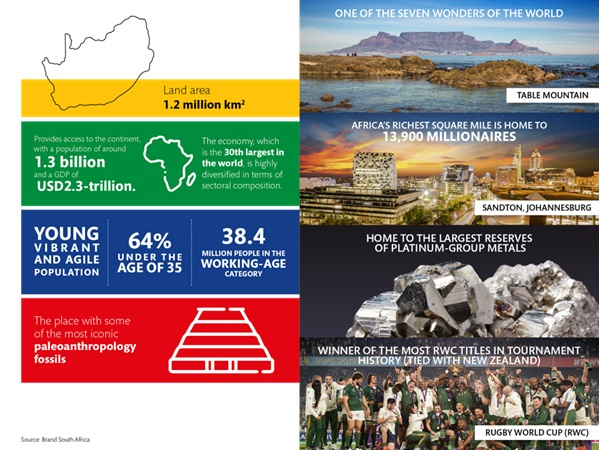 Land area
1.2 million km²
Provides access to the continent,
with a population of around
1.3 billion
and a GDP of
USD2.3-trillion.
The economy, which
is the 30th largest in
the world, is highly
diversified in terms of
sectoral composition.
YOUNG
VIBRANT
AND AGILE
POPULATION
64%
UNDER THE
AGE OF 35
38.4
MILLION PEOPLE IN THE
WORKING-AGE
CATEGORY
The place with some
of the most iconic
paleoanthropology
fossils
Source: Brand South Africa
ONE OF THE SEVEN WONDERS OF THE WORLD
TABLE MOUNTAIN
AFRICA'S RICHEST SQUARE MILE IS HOME TO
13,900 MILLIONAIRES
SANDTON, JOHANNESBURG
HOME TO THE LARGEST RESERVES
OF PLATINUM-GROUP METALS
WINNER OF THE MOST RWC TITLES IN TOURNAMENT
HISTORY (TIED WITH NEW ZEALAND)
RUGBY WORLD CUP (RWC)